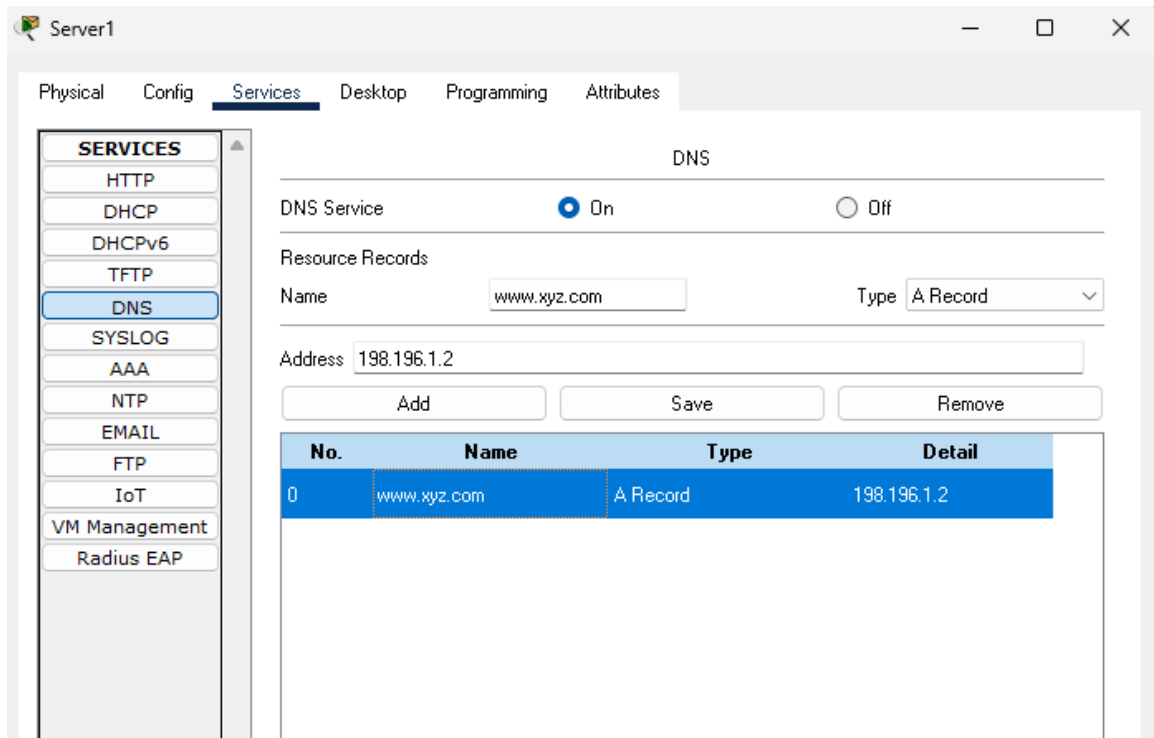 Server1
Physical Config Services Desktop Programming Attributes
SERVICES
HTTP
DHCP
DHCPv6
TFTP
DNS
SYSLOG
AAA
NTP
EMAIL
FTP
IoT
VM Management
Radius EAP
DNS
DNS Service On Off
Resource Records
Name www.xyz.com Type A Record
Address 198.196.1.2
Add Save Remove
No. Name Type Detail
0 www.xyz.com A Record 198.196.1.2